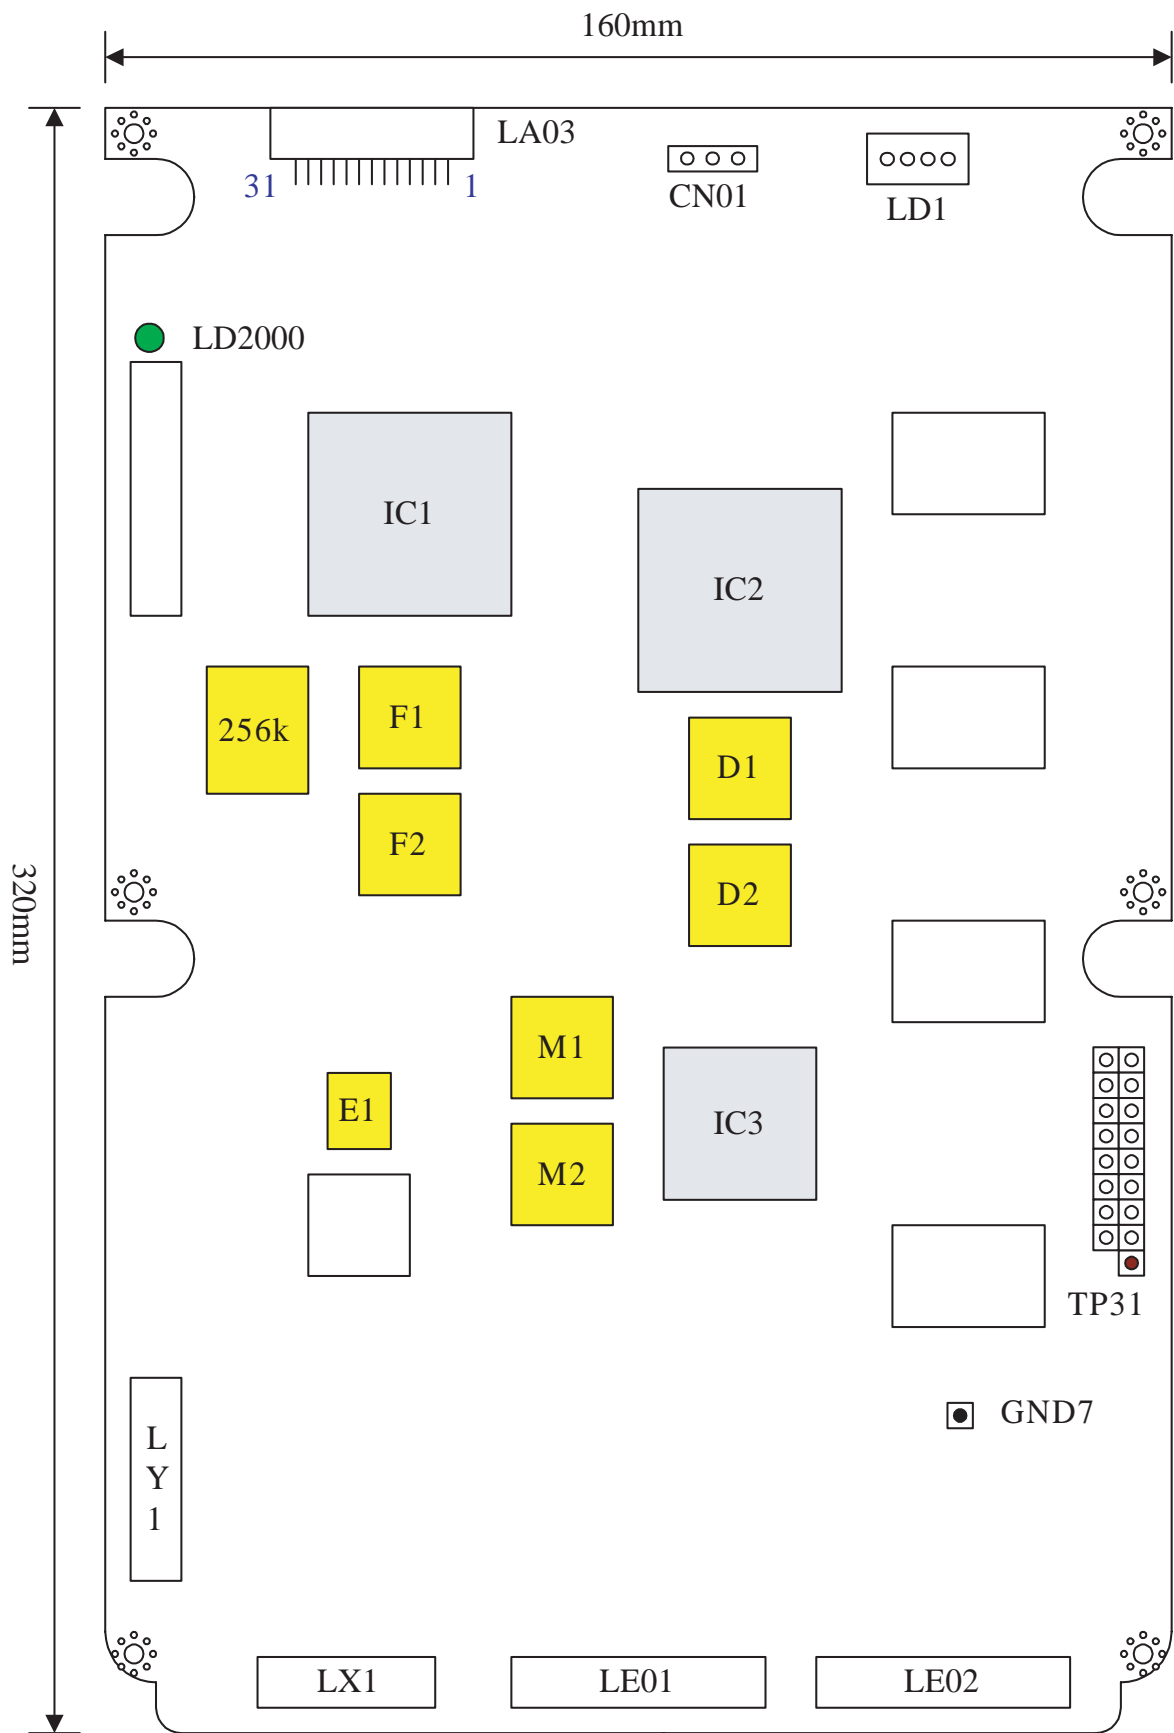 160mm
LA03
31
1
CN01
LD1
LD2000
IC1
IC2
256k
F1
D1
F2
D2
320mm
M1
E1
IC3
M2
TP31
GND7
L
Y
1
LX1
LE01
LE02